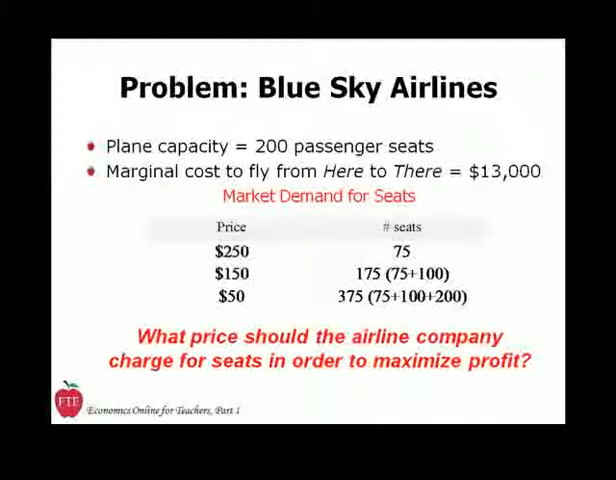 Problem: Blue Sky Airlines
Plane capacity = 200 passenger seats
Marginal cost to fly from Here to There = $13,000
Market Demand for Seats
Price # seats
$250 75
$150 175 (75+100)
$50 375 (75+100+200)
What price should the airline company
charge for seats in order to maximize profit?
FTE
Economics Online for Teachers, Part 1